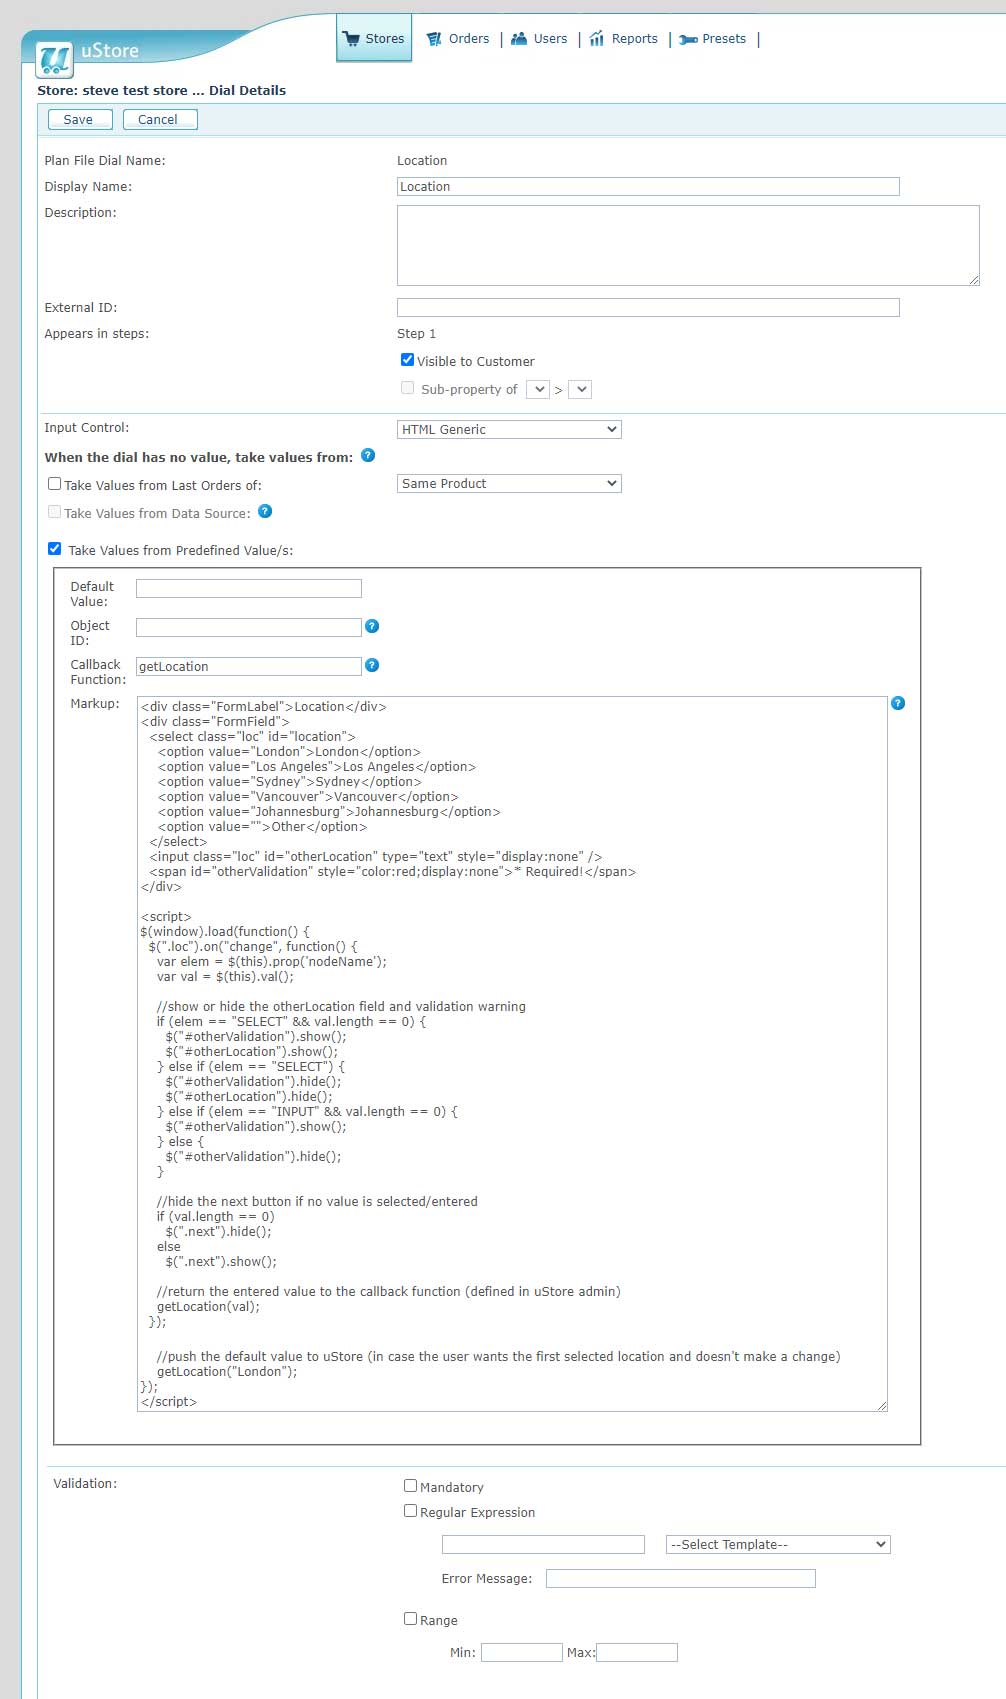 uStore
Stores
Orders | Users | Reports | Presets |
Store: steve test store ... Dial Details
Save Cancel
Plan File Dial Name: Location
Display Name: Location
Description:
External ID:
Appears in steps: Step 1
Visible to Customer
Sub-property of >
Input Control: HTML Generic
When the dial has no value, take values from: ?
Take Values from Last Orders of: Same Product
Take Values from Data Source: ?
Take Values from Predefined Value/s:
Default
Value:
Object ?
ID:
Callback getLocation ?
Function:
Markup: ?
<div class="FormLabel">Location</div>
<div class="FormField">
  <select class="loc" id="location">
    <option value="London">London</option>
    <option value="Los Angeles">Los Angeles</option>
    <option value="Sydney">Sydney</option>
    <option value="Vancouver">Vancouver</option>
    <option value="Johannesburg">Johannesburg</option>
    <option value="">Other</option>
  </select>
  <input class="loc" id="otherLocation" type="text" style="display:none" />
  <span id="otherValidation" style="color:red;display:none">* Required!</span>
</div>
<script>
$(window).load(function() {
  $(".loc").on("change", function() {
    var elem = $(this).prop('nodeName');
    var val = $(this).val();
    //show or hide the otherLocation field and validation warning
    if (elem == "SELECT" && val.length == 0) {
      $("#otherValidation").show();
      $("#otherLocation").show();
    } else if (elem == "SELECT") {
      $("#otherValidation").hide();
      $("#otherLocation").hide();
    } else if (elem == "INPUT" && val.length == 0) {
      $("#otherValidation").show();
    } else {
      $("#otherValidation").hide();
    }
    //hide the next button if no value is selected/entered
    if (val.length == 0)
      $(".next").hide();
    else
      $(".next").show();
    //return the entered value to the callback function (defined in uStore admin)
    getLocation(val);
  });
    //push the default value to uStore (in case the user wants the first selected location and doesn't make a change)
    getLocation("London");
});
</script>
Validation:
Mandatory
Regular Expression
--Select Template--
Error Message:
Range
Min: Max: